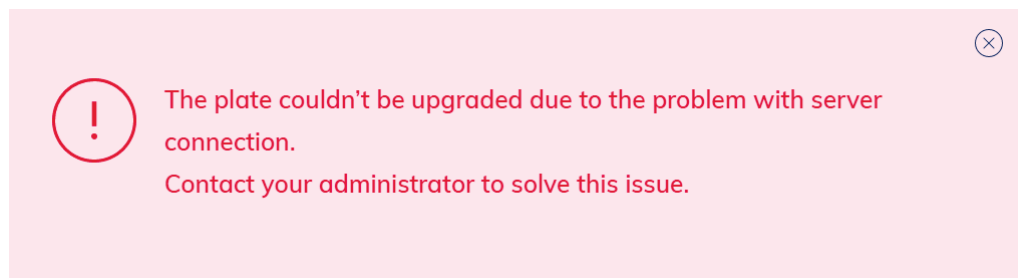 The plate couldn’t be upgraded due to the problem with server
connection.
Contact your administrator to solve this issue.